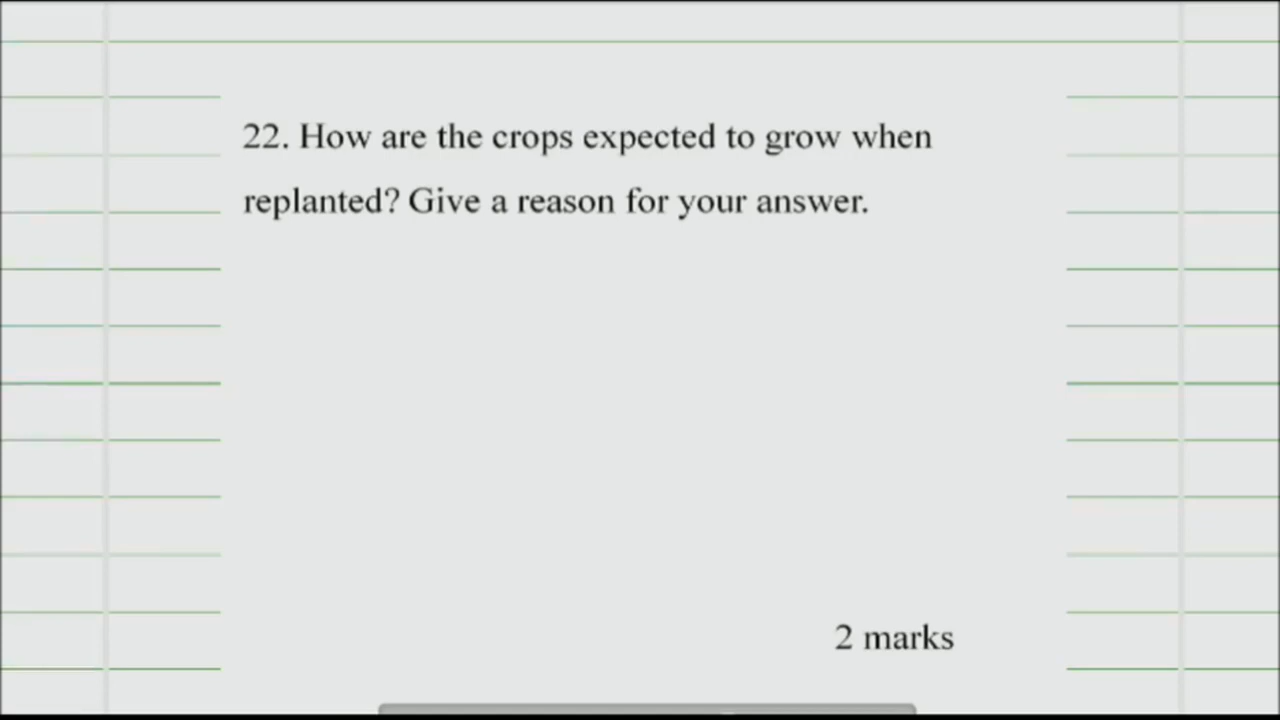 22. How are the crops expected to grow when
replanted? Give a reason for your answer.
2 marks